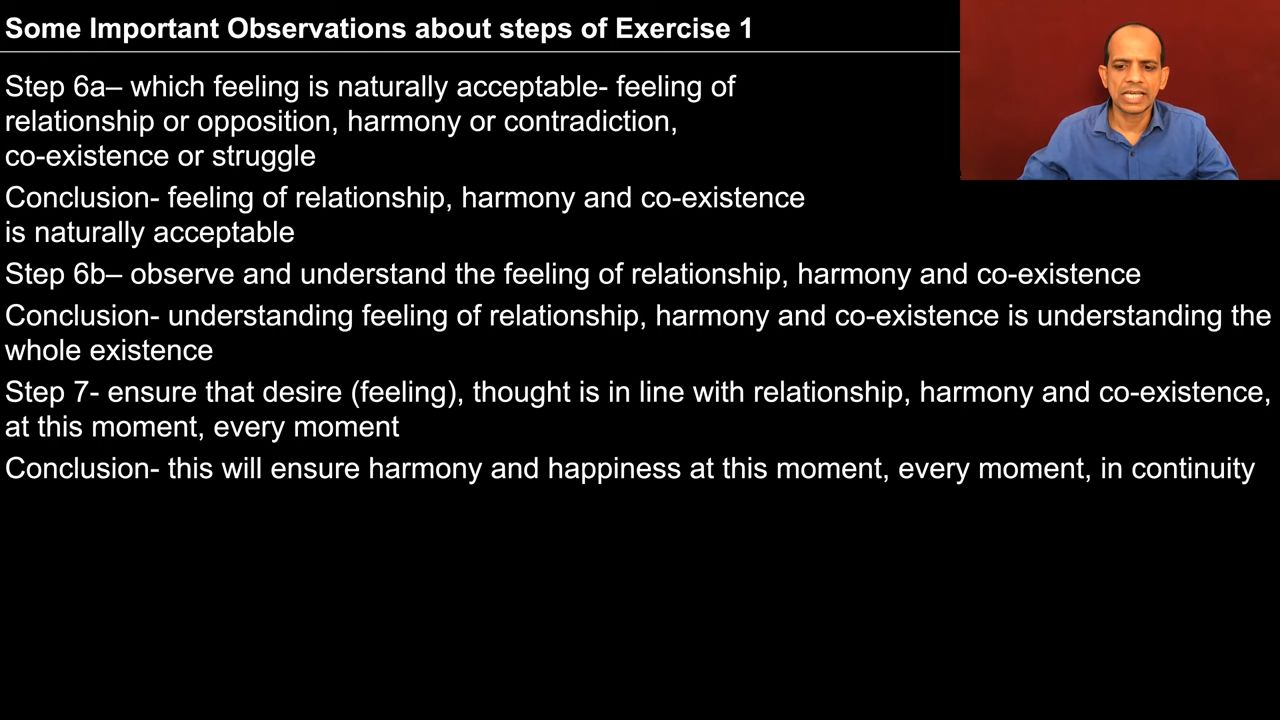 Some Important Observations about steps of Exercise 1
Step 6a– which feeling is naturally acceptable- feeling of
relationship or opposition, harmony or contradiction,
co-existence or struggle
Conclusion- feeling of relationship, harmony and co-existence
is naturally acceptable
Step 6b– observe and understand the feeling of relationship, harmony and co-existence
Conclusion- understanding feeling of relationship, harmony and co-existence is understanding the
whole existence
Step 7- ensure that desire (feeling), thought is in line with relationship, harmony and co-existence,
at this moment, every moment
Conclusion- this will ensure harmony and happiness at this moment, every moment, in continuity